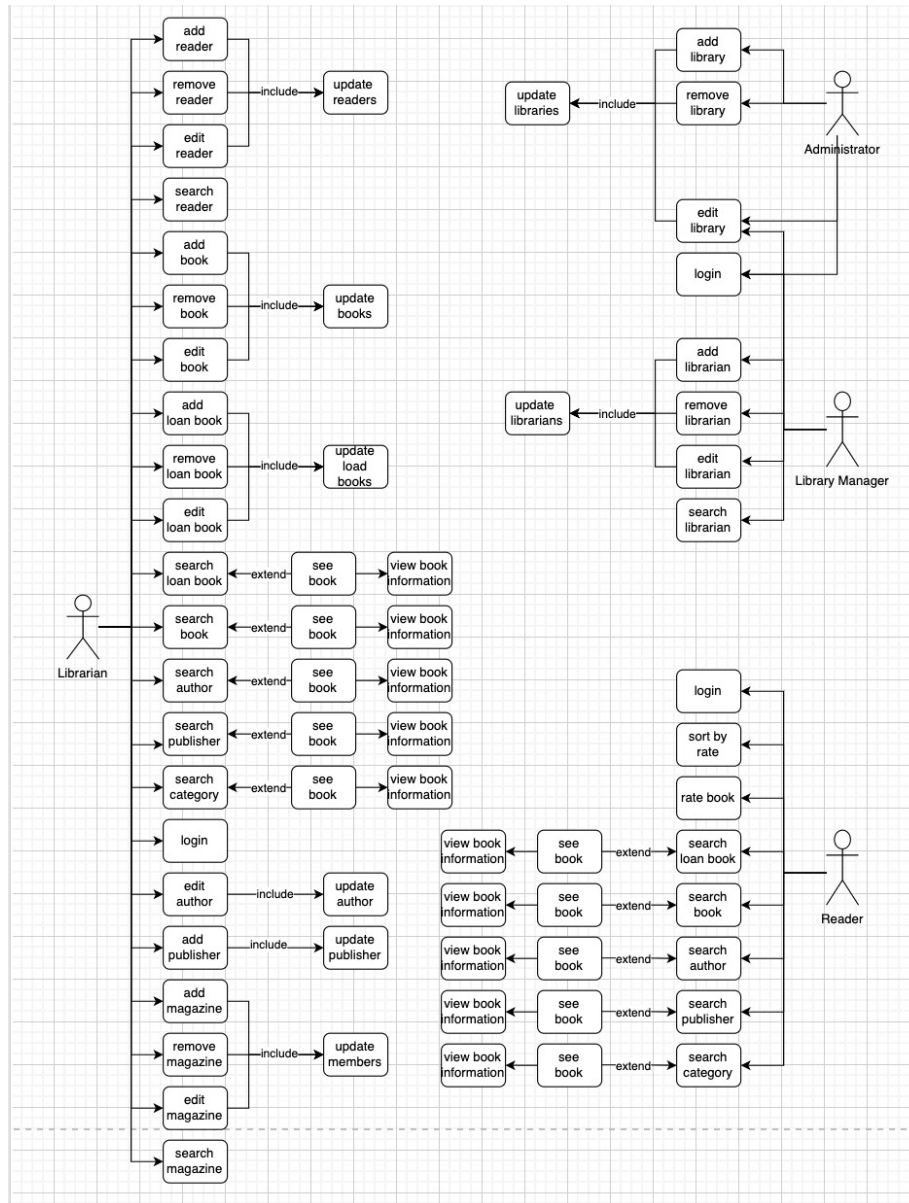 add
reader
remove
reader
include
update
readers
edit
reader
search
reader
add
book
remove
book
include
update
books
edit
book
add
loan book
remove
loan book
include
update
load
books
edit
loan book
search
loan book
extend
see
book
view book
information
search
book
extend
see
book
view book
information
Librarian
search
author
extend
see
book
view book
information
search
publisher
extend
see
book
view book
information
search
category
extend
see
book
view book
information
login
edit
author
include
update
author
add
publisher
include
update
publisher
add
magazine
remove
magazine
include
update
members
edit
magazine
search
magazine
add
library
update
libraries
include
remove
library
Administrator
edit
library
login
add
librarian
update
librarians
include
remove
librarian
edit
librarian
Library Manager
search
librarian
login
sort by
rate
rate book
view book
information
see
book
extend
search
loan book
view book
information
see
book
extend
search
book
Reader
view book
information
see
book
extend
search
author
view book
information
see
book
extend
search
publisher
view book
information
see
book
extend
search
category